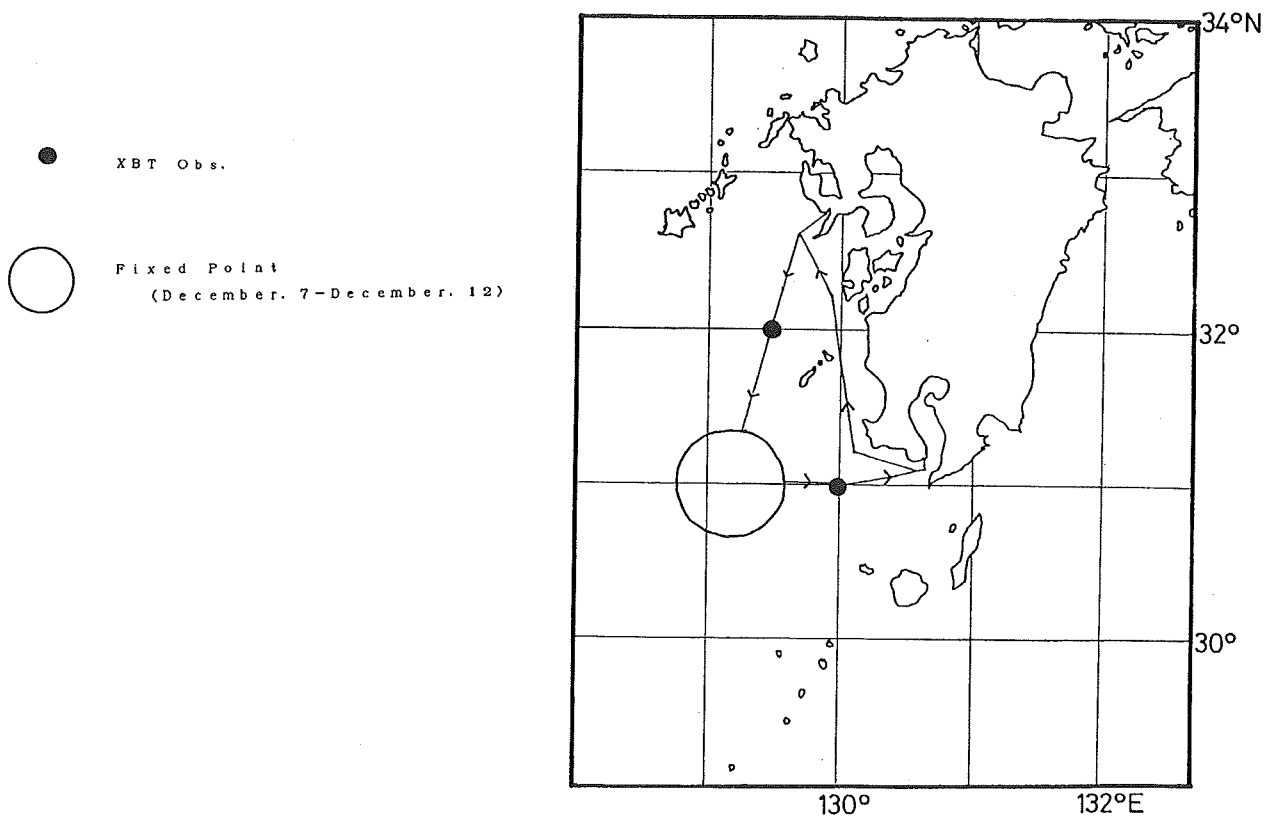 XBT Obs.
Fixed Point
(December. 7-December. 12)
34°N
32°
30°
130°
132°E